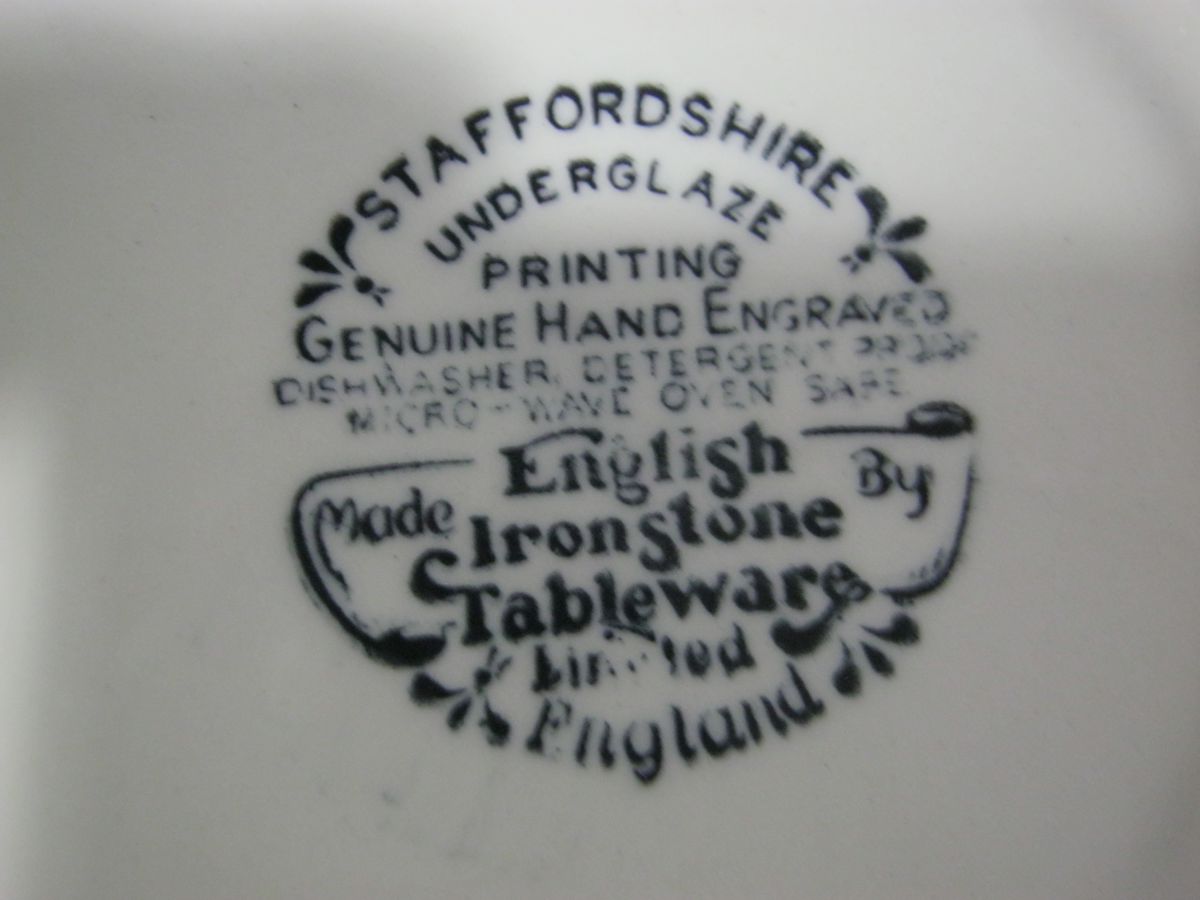 STAFFORDSHIRE
UNDERGLAZE
PRINTING
GENUINE HAND ENGRAVED
DISHWASHER, DETERGENT PROOF
MICRO-WAVE OVEN SAFE
Made English By
Ironstone
Tableware
Limited
England